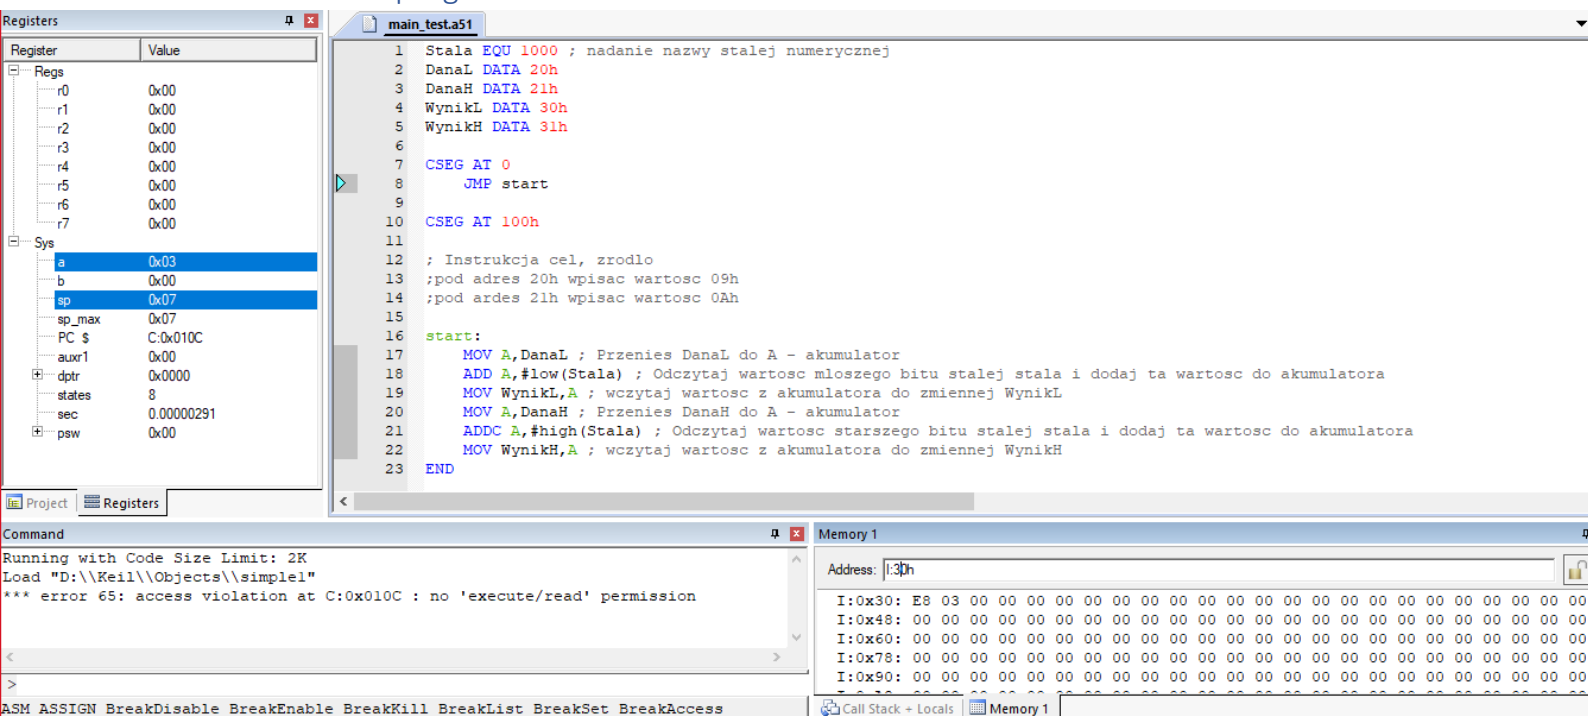 Registers
Register Value
Regs
r0 0x00
r1 0x00
r2 0x00
r3 0x00
r4 0x00
r5 0x00
r6 0x00
r7 0x00
Sys
a 0x03
b 0x00
sp 0x07
sp_max 0x07
PC $ C:0x010C
auxr1 0x00
dptr 0x0000
states 8
sec 0.00000291
psw 0x00
Project Registers
main_test.a51
1 Stala EQU 1000 ; nadanie nazwy stalej numerycznej
2 DanaL DATA 20h
3 DanaH DATA 21h
4 WynikL DATA 30h
5 WynikH DATA 31h
6
7 CSEG AT 0
8 JMP start
9
10 CSEG AT 100h
11
12 ; Instrukcja cel, zrodlo
13 ;pod adres 20h wpisac wartosc 09h
14 ;pod ardes 21h wpisac wartosc 0Ah
15
16 start:
17 MOV A,DanaL ; Przenies DanaL do A - akumulator
18 ADD A,#low(Stala) ; Odczytaj wartosc mloszego bitu stalej stala i dodaj ta wartosc do akumulatora
19 MOV WynikL,A ; wczytaj wartosc z akumulatora do zmiennej WynikL
20 MOV A,DanaH ; Przenies DanaH do A - akumulator
21 ADDC A,#high(Stala) ; Odczytaj wartosc starszego bitu stalej stala i dodaj ta wartosc do akumulatora
22 MOV WynikH,A ; wczytaj wartosc z akumulatora do zmiennej WynikH
23 END
Command
Running with Code Size Limit: 2K
Load "D:\\Keil\\Objects\\simple1"
*** error 65: access violation at C:0x010C : no 'execute/read' permission
>
ASM ASSIGN BreakDisable BreakEnable BreakKill BreakList BreakSet BreakAccess
Memory 1
Address: I:30h
I:0x30: E8 03 00 00 00 00 00 00 00 00 00 00 00 00 00 00 00 00 00 00 00 00 00 00
I:0x48: 00 00 00 00 00 00 00 00 00 00 00 00 00 00 00 00 00 00 00 00 00 00 00 00
I:0x60: 00 00 00 00 00 00 00 00 00 00 00 00 00 00 00 00 00 00 00 00 00 00 00 00
I:0x78: 00 00 00 00 00 00 00 00 00 00 00 00 00 00 00 00 00 00 00 00 00 00 00 00
I:0x90: 00 00 00 00 00 00 00 00 00 00 00 00 00 00 00 00 00 00 00 00 00 00 00 00
Call Stack + Locals Memory 1